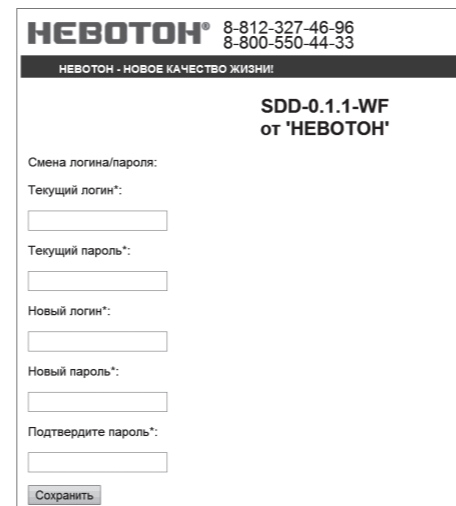 НЕВОТОН® 8-812-327-46-96
8-800-550-44-33
НЕВОТОН - НОВОЕ КАЧЕСТВО ЖИЗНИ!
SDD-0.1.1-WF
от 'НЕВОТОН'
Смена логина/пароля:
Текущий логин*:
Текущий пароль*:
Новый логин*:
Новый пароль*:
Подтвердите пароль*:
Сохранить